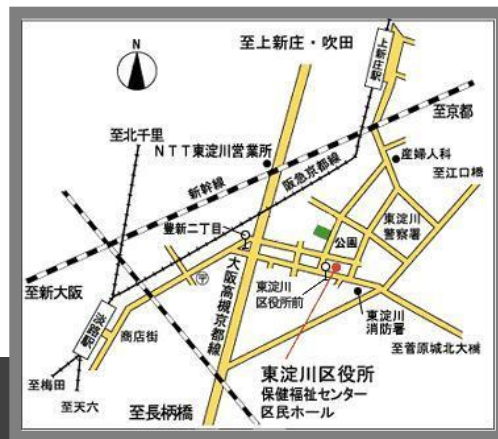 N
至上新庄・吹田
上新庄駅
至京都
至北千里
NTT東淀川営業所
産婦人科
至江口橋
新幹線
阪急京都線
豊新二丁目
公園
東淀川
警察署
〒
至新大阪
淡路駅
大阪高槻京都線
東淀川
区役所前
東淀川
消防署
商店街
至菅原城北大橋
至梅田
至天六
至長柄橋
東淀川区役所
保健福祉センター
区民ホール